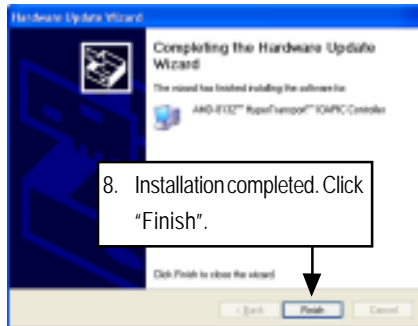 Hardware Update Wizard
Completing the Hardware Update
Wizard
The wizard has finished installing the software for:
AMD-8132™ HyperTransport™ IOAPIC Controller
8. Installation completed. Click
"Finish".
Click Finish to close the wizard.
< Back Finish Cancel